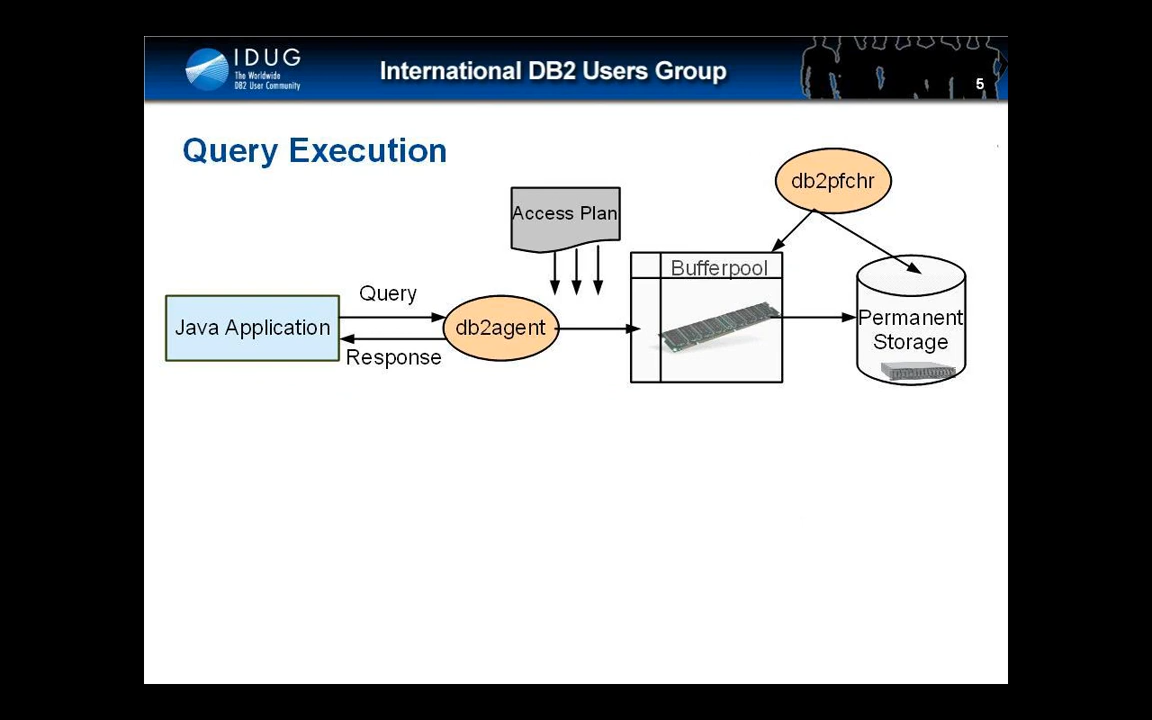 IDUG
The Worldwide
DB2 User Community
International DB2 Users Group
5
Query Execution
db2pfchr
Access Plan
Bufferpool
Query
Java Application
db2agent
Permanent
Storage
Response